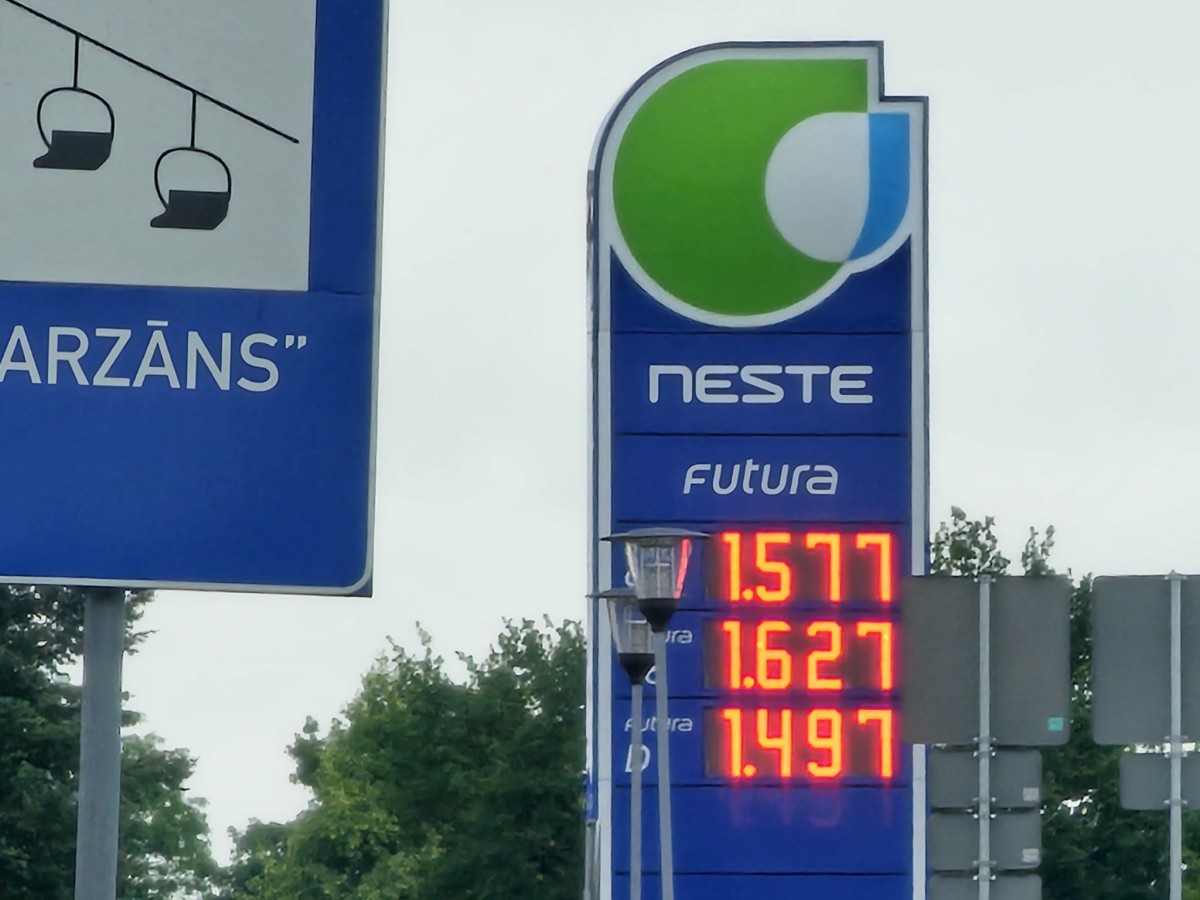 ARZĀNS”
NESTE
Futura
1.577
1.627
1.497
Futura
D